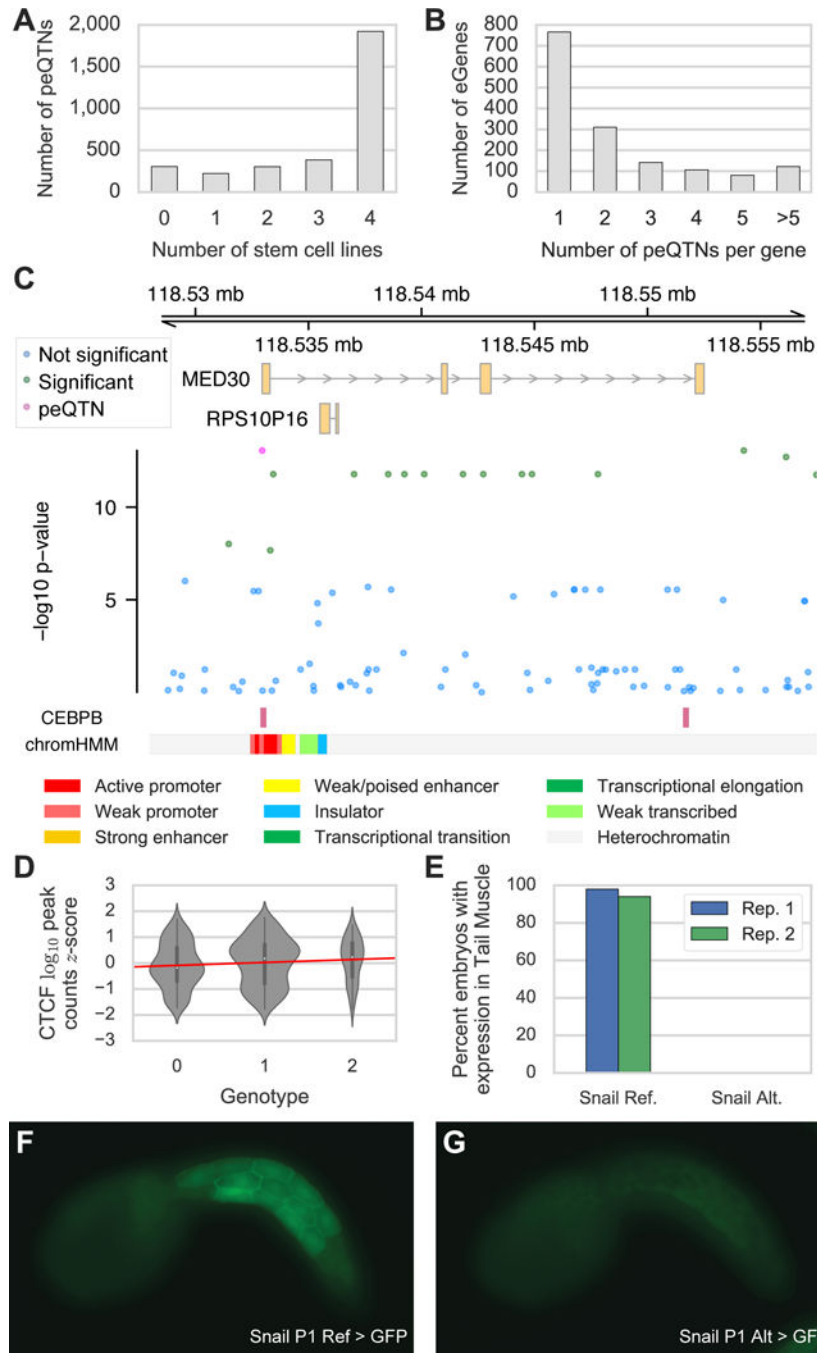 A
Number of peQTNs
2,000
1,500
1,000
500
0
0 1 2 3 4
Number of stem cell lines
B
Number of eGenes
800
700
600
500
400
300
200
100
0
1 2 3 4 5 >5
Number of peQTNs per gene
C
118.53 mb 118.54 mb 118.55 mb
118.535 mb 118.545 mb 118.555 mb
Not significant
Significant
peQTN
MED30
RPS10P16
−log10 p−value
10
5
CEBPB
chromHMM
Active promoter
Weak promoter
Strong enhancer
Weak/poised enhancer
Insulator
Transcriptional transition
Transcriptional elongation
Weak transcribed
Heterochromatin
D
CTCF log10 peak
counts z-score
3
2
1
0
−1
−2
−3
0 1 2
Genotype
E
Percent embryos with
expression in Tail Muscle
100
80
60
40
20
0
Rep. 1
Rep. 2
Snail Ref. Snail Alt.
F
Snail P1 Ref > GFP
G
Snail P1 Alt > GF